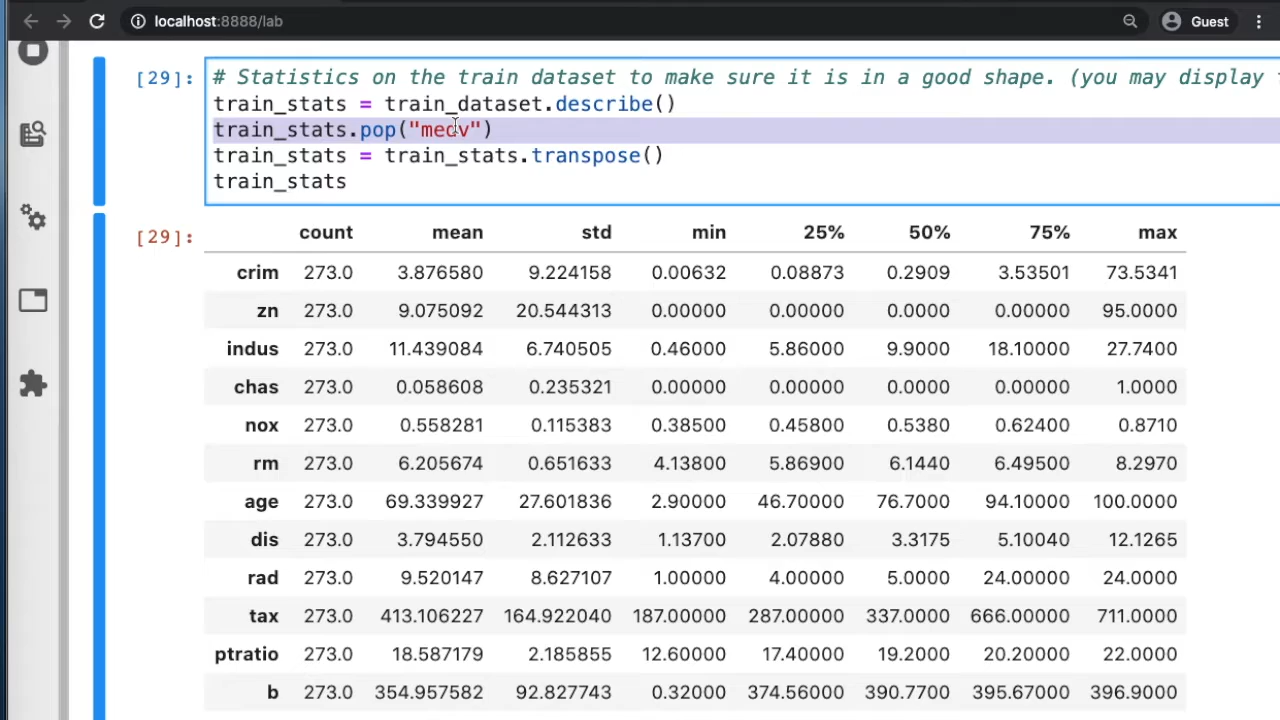 localhost:8888/lab
Guest
[29]:
# Statistics on the train dataset to make sure it is in a good shape. (you may display
train_stats = train_dataset.describe()
train_stats.pop("medv")
train_stats = train_stats.transpose()
train_stats
[29]:
count mean std min 25% 50% 75% max
crim 273.0 3.876580 9.224158 0.00632 0.08873 0.2909 3.53501 73.5341
zn 273.0 9.075092 20.544313 0.00000 0.00000 0.0000 0.00000 95.0000
indus 273.0 11.439084 6.740505 0.46000 5.86000 9.9000 18.10000 27.7400
chas 273.0 0.058608 0.235321 0.00000 0.00000 0.0000 0.00000 1.0000
nox 273.0 0.558281 0.115383 0.38500 0.45800 0.5380 0.62400 0.8710
rm 273.0 6.205674 0.651633 4.13800 5.86900 6.1440 6.49500 8.2970
age 273.0 69.339927 27.601836 2.90000 46.70000 76.7000 94.10000 100.0000
dis 273.0 3.794550 2.112633 1.13700 2.07880 3.3175 5.10040 12.1265
rad 273.0 9.520147 8.627107 1.00000 4.00000 5.0000 24.00000 24.0000
tax 273.0 413.106227 164.922040 187.00000 287.00000 337.0000 666.00000 711.0000
ptratio 273.0 18.587179 2.185855 12.60000 17.40000 19.2000 20.20000 22.0000
b 273.0 354.957582 92.827743 0.32000 374.56000 390.7700 395.67000 396.9000